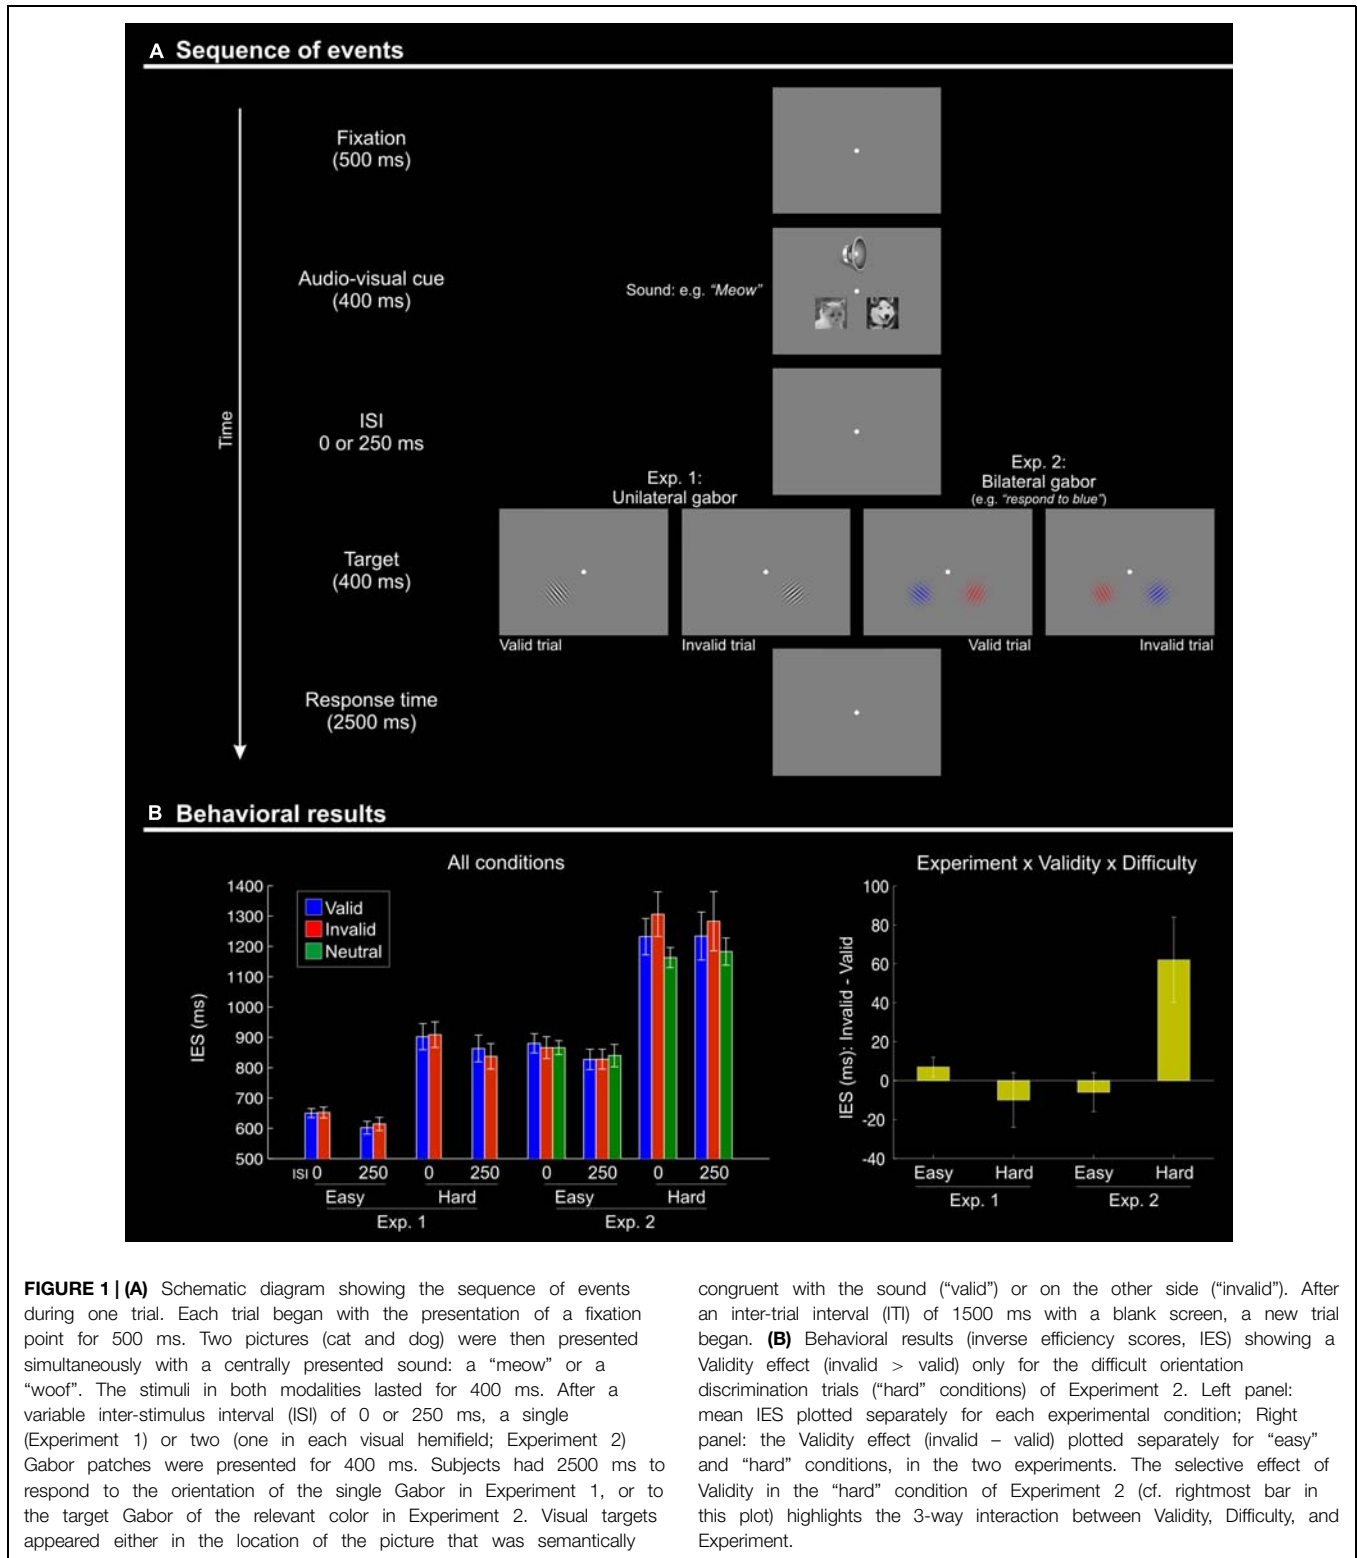 A Sequence of events
Fixation
(500 ms)
Audio-visual cue
(400 ms)
Sound: e.g. “Meow”
Time
ISI
0 or 250 ms
Exp. 1:
Unilateral gabor
Exp. 2:
Bilateral gabor
(e.g. “respond to blue”)
Target
(400 ms)
Valid trial
Invalid trial
Valid trial
Invalid trial
Response time
(2500 ms)
B Behavioral results
All conditions
1400
1300
1200
1100
1000
900
800
700
600
500
IES (ms)
Valid
Invalid
Neutral
ISI 0 250 0 250 0 250 0 250
Easy Hard Easy Hard
Exp. 1 Exp. 2
Experiment x Validity x Difficulty
100
80
60
40
20
0
-20
-40
IES (ms): Invalid - Valid
Easy Hard Easy Hard
Exp. 1 Exp. 2
FIGURE 1 | (A) Schematic diagram showing the sequence of events
during one trial. Each trial began with the presentation of a fixation
point for 500 ms. Two pictures (cat and dog) were then presented
simultaneously with a centrally presented sound: a “meow” or a
“woof”. The stimuli in both modalities lasted for 400 ms. After a
variable inter-stimulus interval (ISI) of 0 or 250 ms, a single
(Experiment 1) or two (one in each visual hemifield; Experiment 2)
Gabor patches were presented for 400 ms. Subjects had 2500 ms to
respond to the orientation of the single Gabor in Experiment 1, or to
the target Gabor of the relevant color in Experiment 2. Visual targets
appeared either in the location of the picture that was semantically
congruent with the sound (“valid”) or on the other side (“invalid”). After
an inter-trial interval (ITI) of 1500 ms with a blank screen, a new trial
began. (B) Behavioral results (inverse efficiency scores, IES) showing a
Validity effect (invalid > valid) only for the difficult orientation
discrimination trials (“hard” conditions) of Experiment 2. Left panel:
mean IES plotted separately for each experimental condition; Right
panel: the Validity effect (invalid – valid) plotted separately for “easy”
and “hard” conditions, in the two experiments. The selective effect of
Validity in the “hard” condition of Experiment 2 (cf. rightmost bar in
this plot) highlights the 3-way interaction between Validity, Difficulty, and
Experiment.